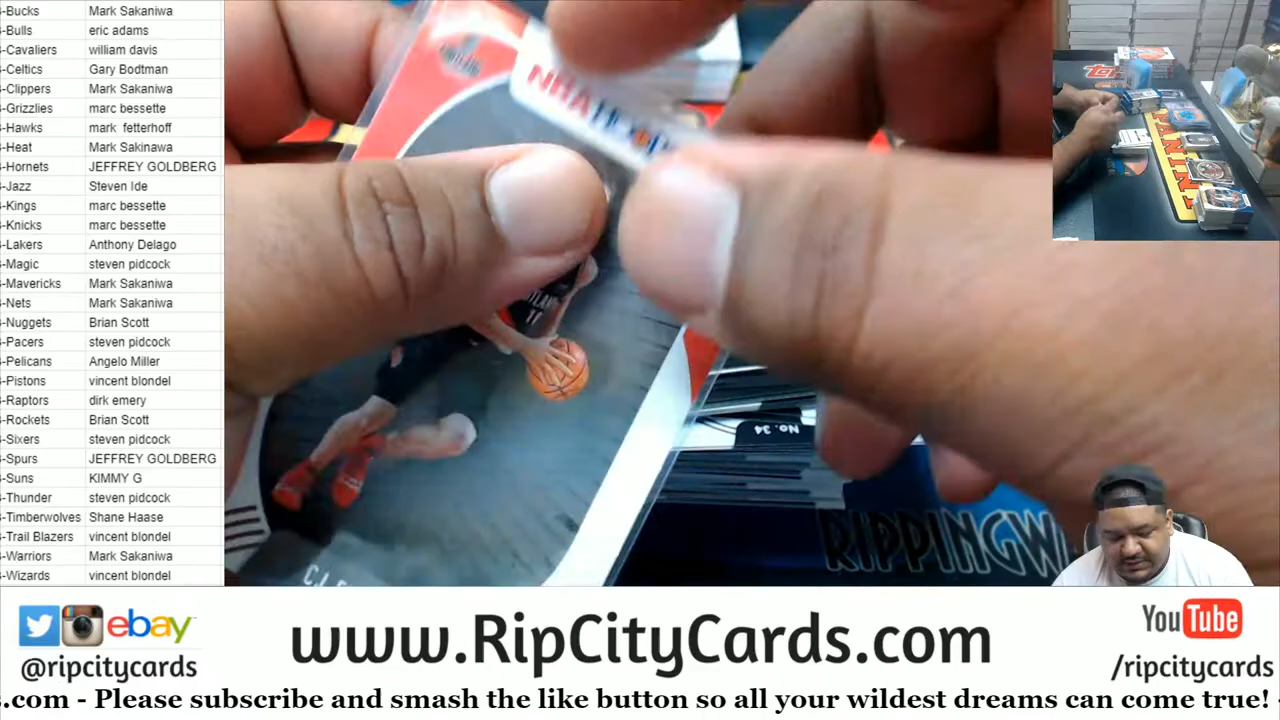 -Bucks Mark Sakaniwa
-Bulls eric adams
-Cavaliers william davis
-Celtics Gary Bodtman
-Clippers Mark Sakaniwa
-Grizzlies marc bessette
-Hawks mark fetterhoff
-Heat Mark Sakinawa
-Hornets JEFFREY GOLDBERG
-Jazz Steven Ide
-Kings marc bessette
-Knicks marc bessette
-Lakers Anthony Delago
-Magic steven pidcock
-Mavericks Mark Sakaniwa
-Nets Mark Sakaniwa
-Nuggets Brian Scott
-Pacers steven pidcock
-Pelicans Angelo Miller
-Pistons vincent blondel
-Raptors dirk emery
-Rockets Brian Scott
-Sixers steven pidcock
-Spurs JEFFREY GOLDBERG
-Suns KIMMY G
-Thunder steven pidcock
-Timberwolves Shane Haase
-Trail Blazers vincent blondel
-Warriors Mark Sakaniwa
-Wizards vincent blondel
NBA
No. 34
RIPPINGW
PANINI
ebay
@ripcitycards
www.RipCityCards.com
YouTube
/ripcitycards
s.com - Please subscribe and smash the like button so all your wildest dreams can come true!